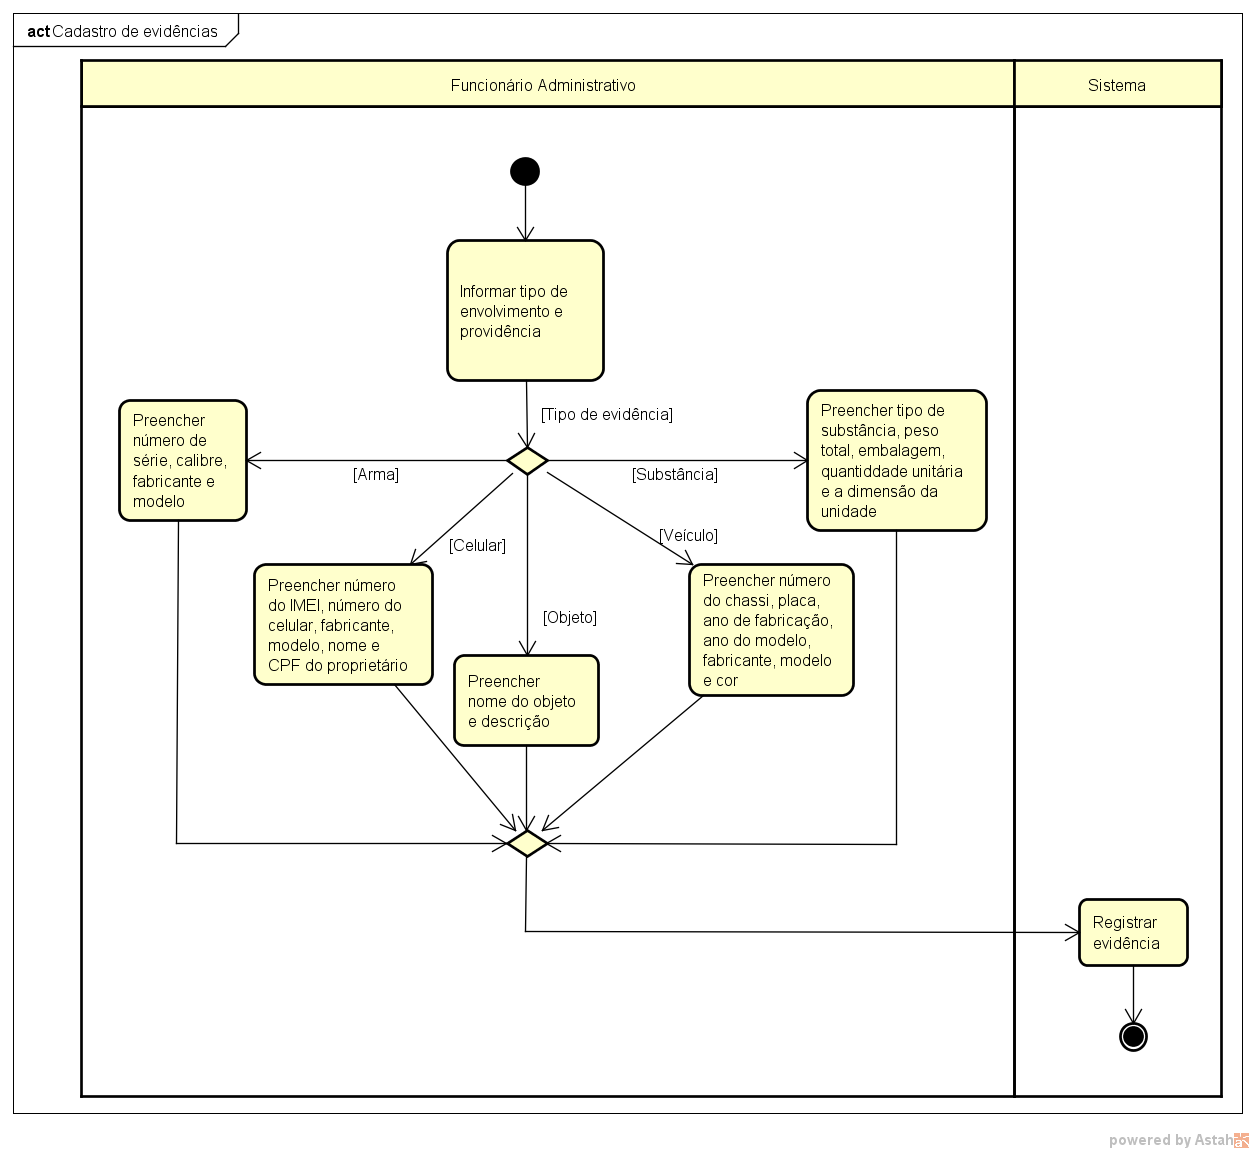 act Cadastro de evidências
Funcionário Administrativo
Sistema
Informar tipo de
envolvimento e
providência
[Tipo de evidência]
Preencher
número de
série, calibre,
fabricante e
modelo
[Arma]
[Substância]
Preencher tipo de
substância, peso
total, embalagem,
quantiddade unitária
e a dimensão da
unidade
[Celular]
[Veículo]
[Objeto]
Preencher número
do IMEI, número do
celular, fabricante,
modelo, nome e
CPF do proprietário
Preencher
nome do objeto
e descrição
Preencher número
do chassi, placa,
ano de fabricação,
ano do modelo,
fabricante, modelo
e cor
Registrar
evidência
powered by Astah